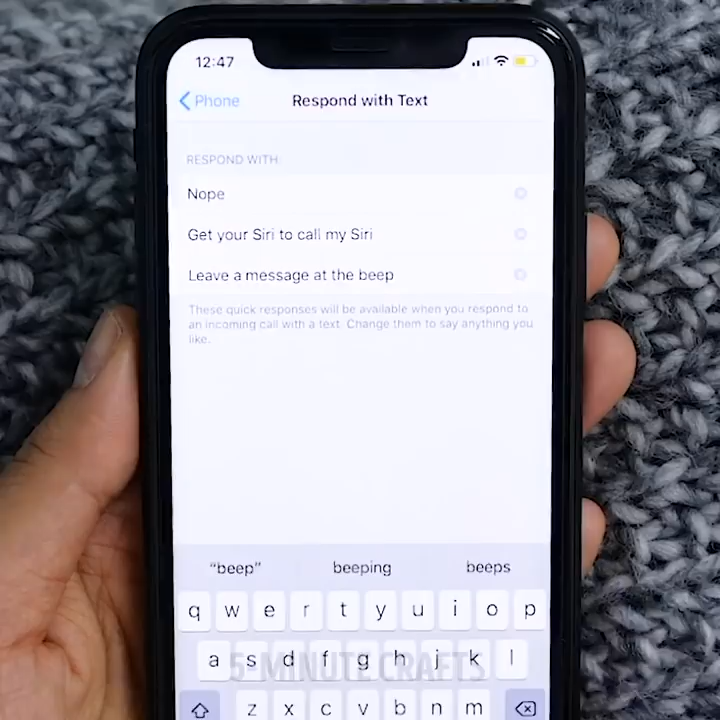 12:47
Phone
Respond with Text
RESPOND WITH:
Nope
Get your Siri to call my Siri
Leave a message at the beep
These quick responses will be available when you respond to
an incoming call with a text. Change them to say anything you
like.
“beep” beeping beeps
q w e r t y u i o p
a s d f g h j k l
5-MINUTE CRAFTS
z x c v b n m